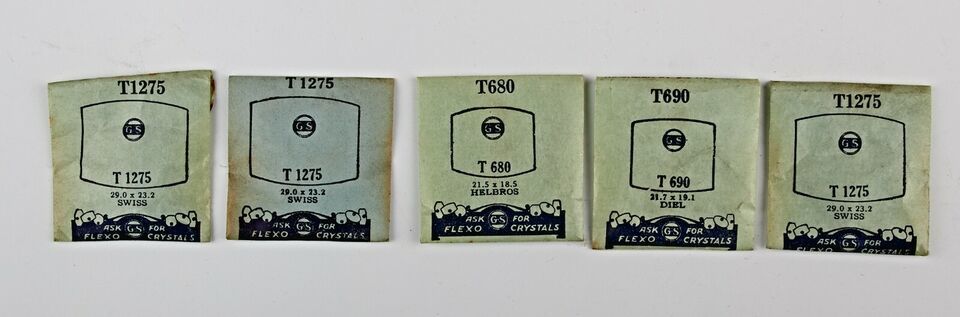 T1275
GS
T 1275
29.0 x 23.2
SWISS
ASK GS FOR
FLEXO CRYSTALS
T 1275
GS
T 1275
29.0 x 23.2
SWISS
ASK GS FOR
FLEXO CRYSTALS
T680
GS
T 680
21.5 x 18.5
HELBROS
ASK GS FOR
FLEXO CRYSTALS
T690
GS
T 690
21.7 x 19.1
DIEL
ASK GS FOR
FLEXO CRYSTALS
T1275
GS
T 1275
29.0 x 23.2
SWISS
ASK GS FOR
FLEXO CRYSTALS